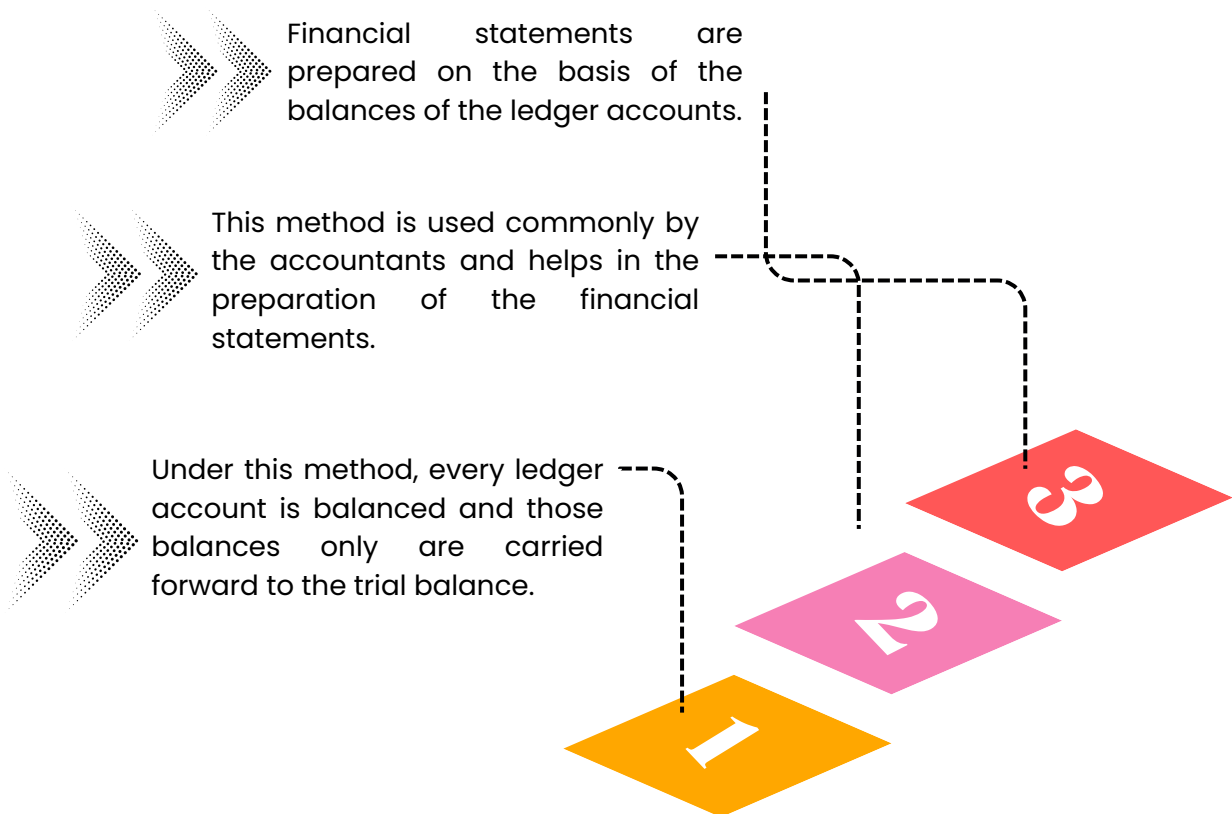 Financial statements are
prepared on the basis of the
balances of the ledger accounts.
This method is used commonly by
the accountants and helps in the
preparation of the financial
statements.
Under this method, every ledger
account is balanced and those
balances only are carried
forward to the trial balance.
3
2
1